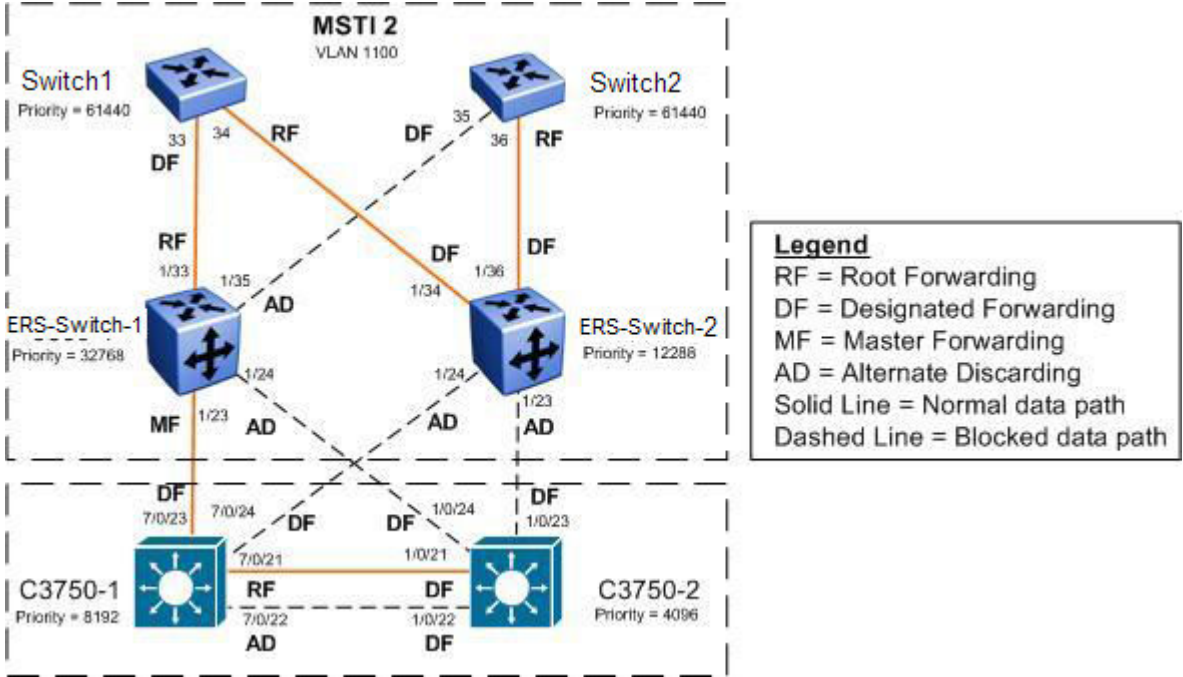 MSTI 2
VLAN 1100
Switch1
Priority = 61440
Switch2
Priority = 61440
33
34
RF
DF
35
DF
36
RF
RF
1/33
1/35
AD
DF
1/34
1/36
DF
ERS-Switch-1
Priority = 32768
ERS-Switch-2
Priority = 12288
1/24
AD
1/23
MF
1/24
AD
1/23
AD
DF
7/0/23
7/0/24
DF
1/0/24
DF
DF
1/0/23
7/0/21
RF
1/0/21
DF
C3750-1
Priority = 8192
C3750-2
Priority = 4096
7/0/22
AD
1/0/22
DF
Legend
RF = Root Forwarding
DF = Designated Forwarding
MF = Master Forwarding
AD = Alternate Discarding
Solid Line = Normal data path
Dashed Line = Blocked data path